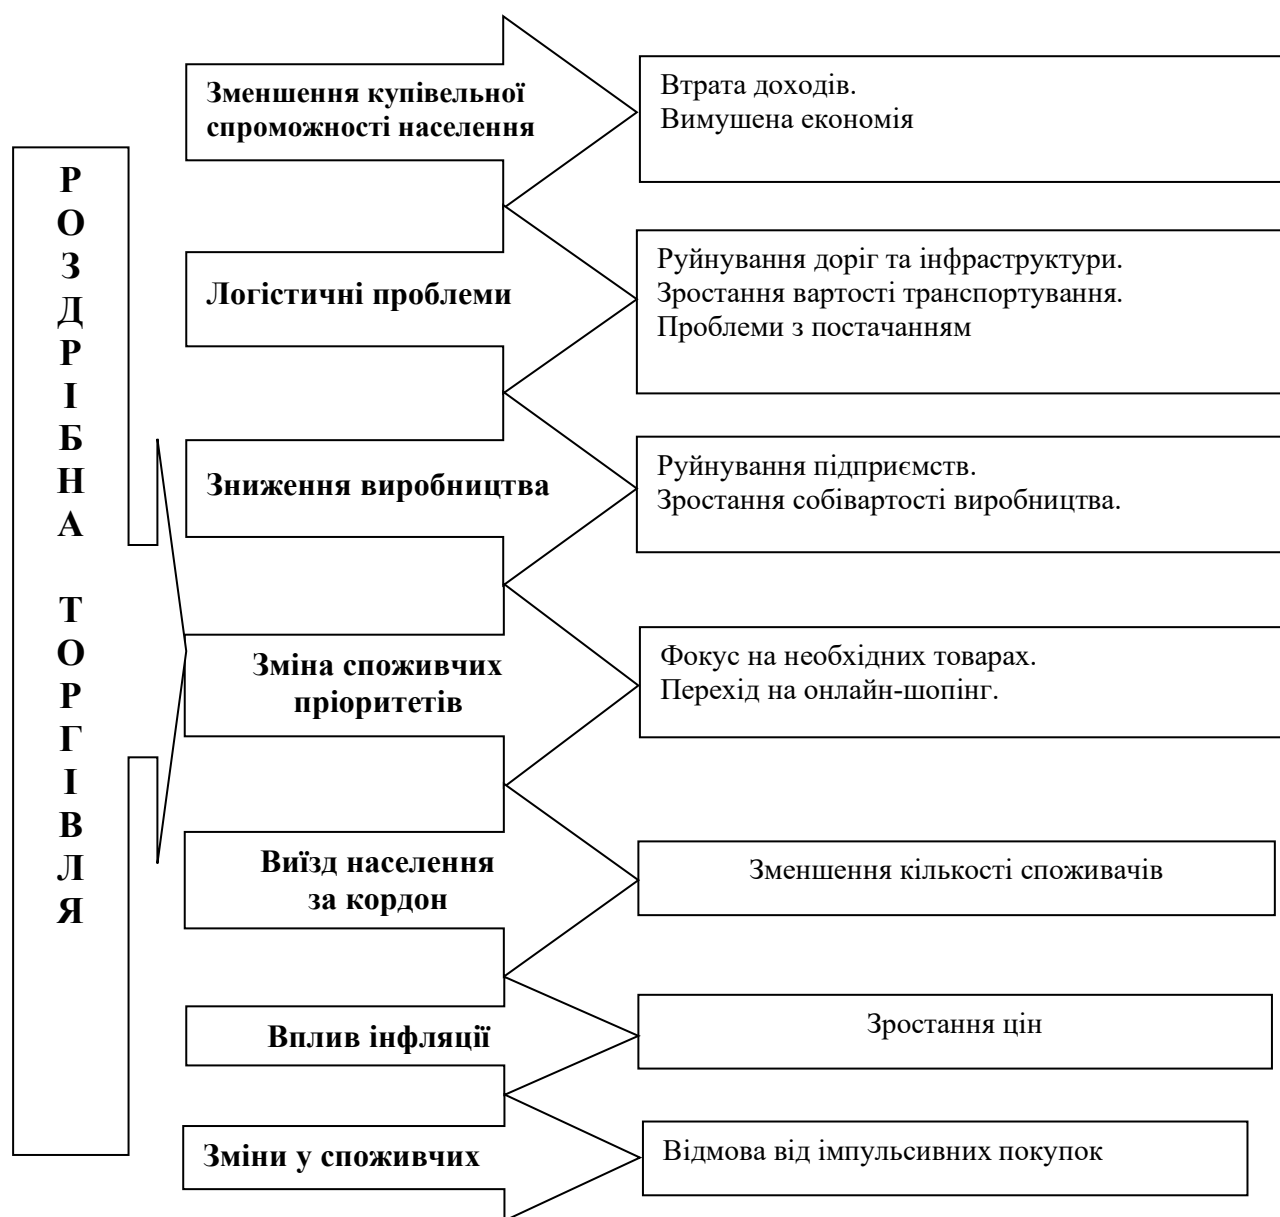 РОЗДРІБНА ТОРГІВЛЯ
Зменшення купівельної
спроможності населення
Втрата доходів.
Вимушена економія
Логістичні проблеми
Руйнування доріг та інфраструктури.
Зростання вартості транспортування.
Проблеми з постачанням
Зниження виробництва
Руйнування підприємств.
Зростання собівартості виробництва.
Зміна споживчих
пріоритетів
Фокус на необхідних товарах.
Перехід на онлайн-шопінг.
Виїзд населення
за кордон
Зменшення кількості споживачів
Вплив інфляції
Зростання цін
Зміни у споживчих
Відмова від імпульсивних покупок